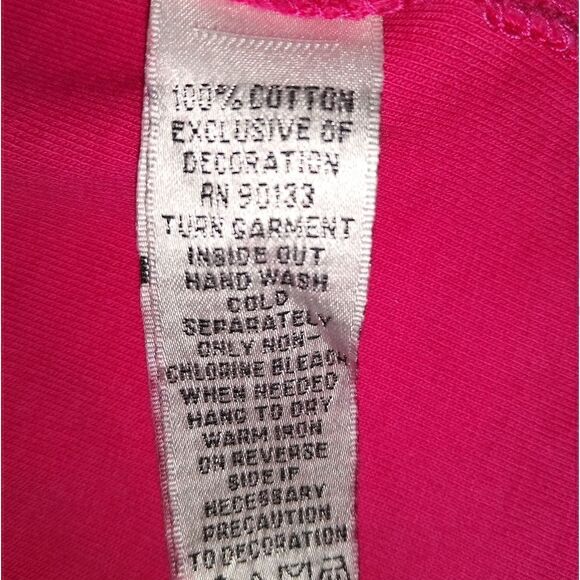 100% COTTON
EXCLUSIVE OF
DECORATION
RN 90133
TURN GARMENT
INSIDE OUT
HAND WASH
COLD
SEPARATELY
ONLY NON-
CHLORINE BLEACH
WHEN NEEDED
HANG TO DRY
WARM IRON
ON REVERSE
SIDE IF
NECESSARY
PRECAUTION
TO DECORATION